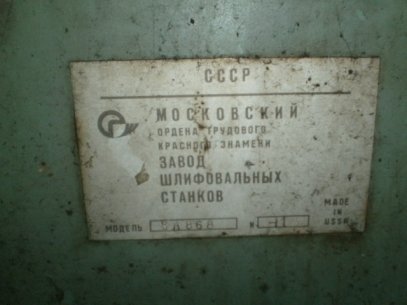 СССР
МОСКОВСКИЙ
ОРДЕНА ТРУДОВОГО
КРАСНОГО ЗНАМЕНИ
ЗАВОД
ШЛИФОВАЛЬНЫХ
СТАНКОВ
MADE
IN
USSR
МОДЕЛЬ